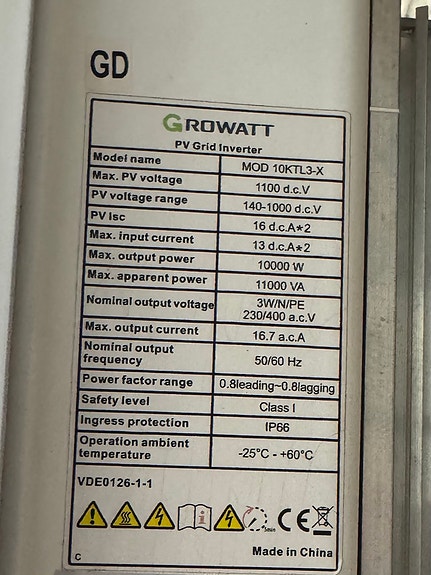 GD
GROWATT
PV Grid Inverter
Model name MOD 10KTL3-X
Max. PV voltage 1100 d.c.V
PV voltage range 140-1000 d.c.V
PV Isc 16 d.c.A*2
Max. input current 13 d.c.A*2
Max. output power 10000 W
Max. apparent power 11000 VA
Nominal output voltage 3W/N/PE
230/400 a.c.V
Max. output current 16.7 a.c.A
Nominal output
frequency 50/60 Hz
Power factor range 0.8leading~0.8lagging
Safety level Class I
Ingress protection IP66
Operation ambient
temperature -25°C - +60°C
VDE0126-1-1
5min CE
C Made in China